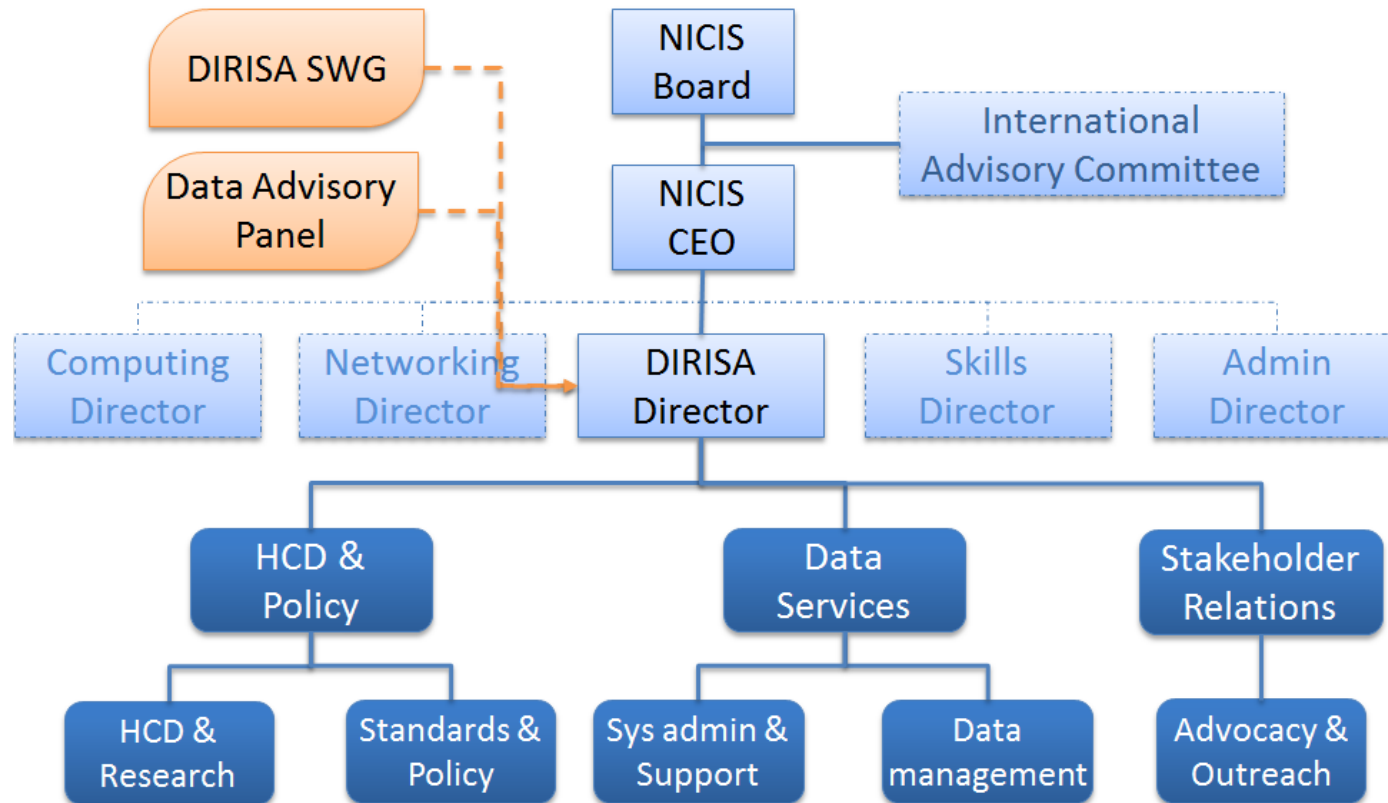 DIRISA SWG
NICIS
Board
International
Advisory Committee
Data Advisory
Panel
NICIS
CEO
Computing
Director
Networking
Director
DIRISA
Director
Skills
Director
Admin
Director
HCD &
Policy
Data
Services
Stakeholder
Relations
HCD &
Research
Standards &
Policy
Sys admin &
Support
Data
management
Advocacy &
Outreach